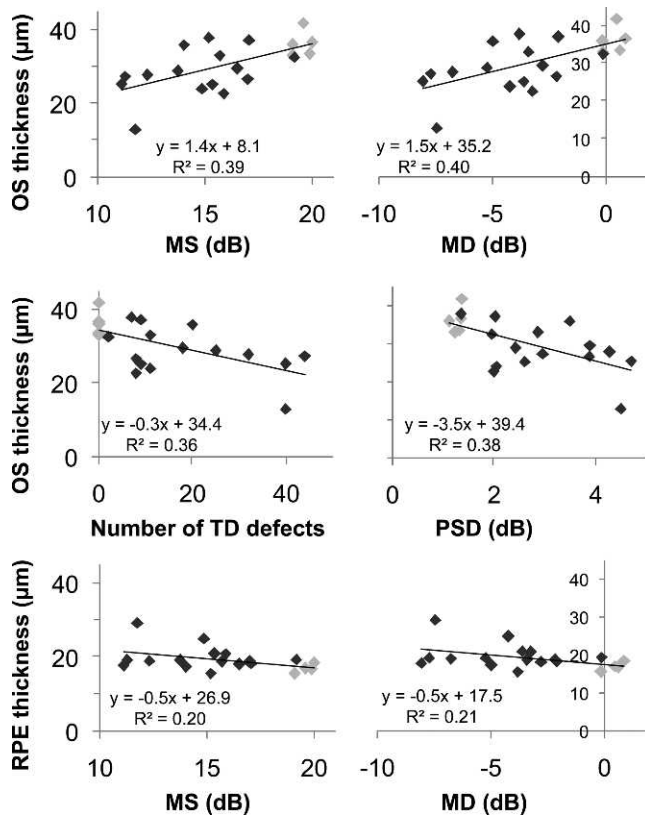 OS thickness (μm)
40
20
0
y = 1.4x + 8.1
R² = 0.39
10
15
20
MS (dB)
40
30
20
10
0
y = 1.5x + 35.2
R² = 0.40
-10
-5
0
MD (dB)
OS thickness (μm)
60
40
20
0
y = -0.3x + 34.4
R² = 0.36
0
20
40
Number of TD defects
y = -3.5x + 39.4
R² = 0.38
0
2
4
PSD (dB)
RPE thickness (μm)
40
20
0
y = -0.5x + 26.9
R² = 0.20
10
15
20
MS (dB)
40
30
20
10
0
y = -0.5x + 17.5
R² = 0.21
-10
-5
0
MD (dB)